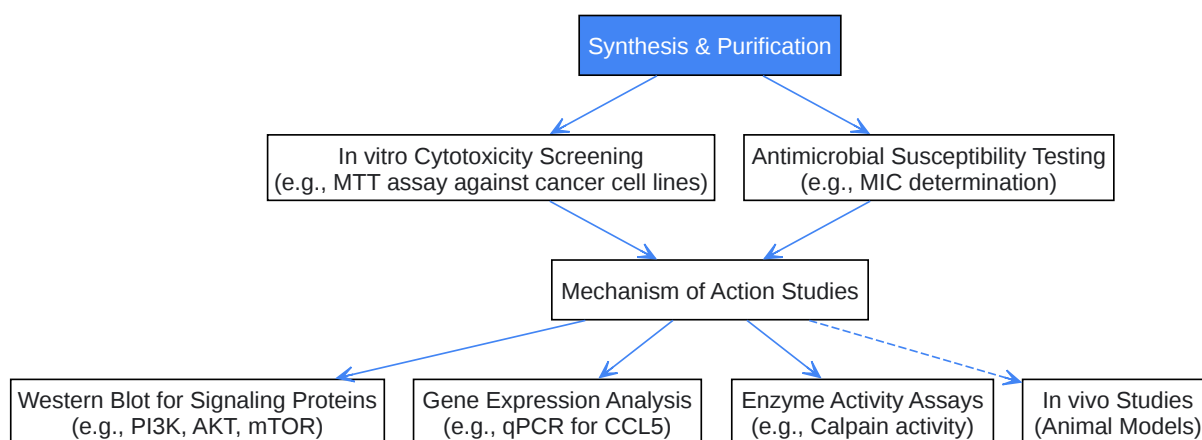 Synthesis & Purification
In vitro Cytotoxicity Screening
(e.g., MTT assay against cancer cell lines)
Antimicrobial Susceptibility Testing
(e.g., MIC determination)
Mechanism of Action Studies
Western Blot for Signaling Proteins
(e.g., PI3K, AKT, mTOR)
Gene Expression Analysis
(e.g., qPCR for CCL5)
Enzyme Activity Assays
(e.g., Calpain activity)
In vivo Studies
(Animal Models)